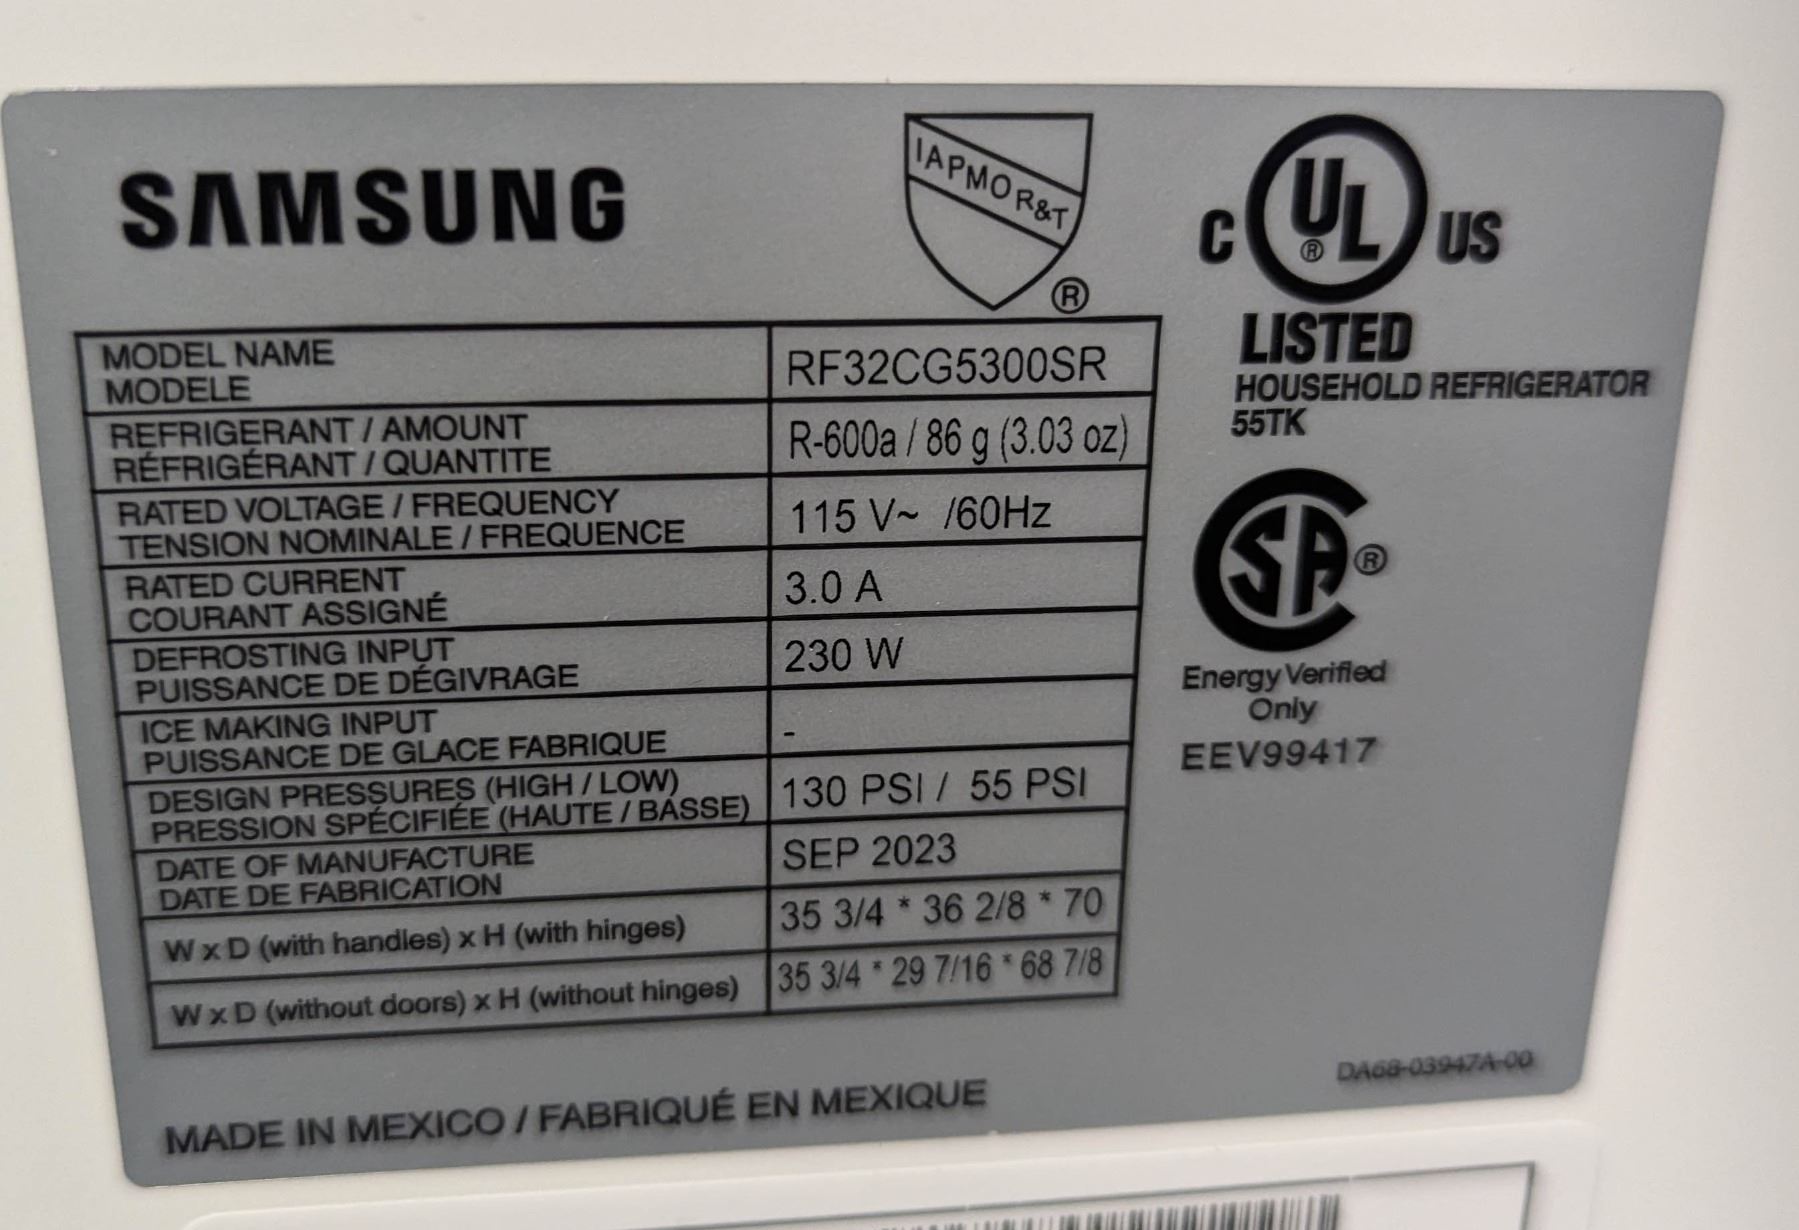 SAMSUNG
IAPMO R&T
®
C UL US
®
LISTED
HOUSEHOLD REFRIGERATOR
55TK
MODEL NAME
MODELE
RF32CG5300SR
REFRIGERANT / AMOUNT
RÉFRIGÉRANT / QUANTITE
R-600a / 86 g (3.03 oz)
RATED VOLTAGE / FREQUENCY
TENSION NOMINALE / FREQUENCE
115 V~ /60Hz
RATED CURRENT
COURANT ASSIGNÉ
3.0 A
DEFROSTING INPUT
PUISSANCE DE DÉGIVRAGE
230 W
ICE MAKING INPUT
PUISSANCE DE GLACE FABRIQUE
-
DESIGN PRESSURES (HIGH / LOW)
PRESSION SPÉCIFIÉE (HAUTE / BASSE)
130 PSI / 55 PSI
DATE OF MANUFACTURE
DATE DE FABRICATION
SEP 2023
W x D (with handles) x H (with hinges)
35 3/4 * 36 2/8 * 70
W x D (without doors) x H (without hinges)
35 3/4 * 29 7/16 * 68 7/8
SA ®
Energy Verified
Only
EEV99417
DA68-03947A-00
MADE IN MEXICO / FABRIQUÉ EN MEXIQUE